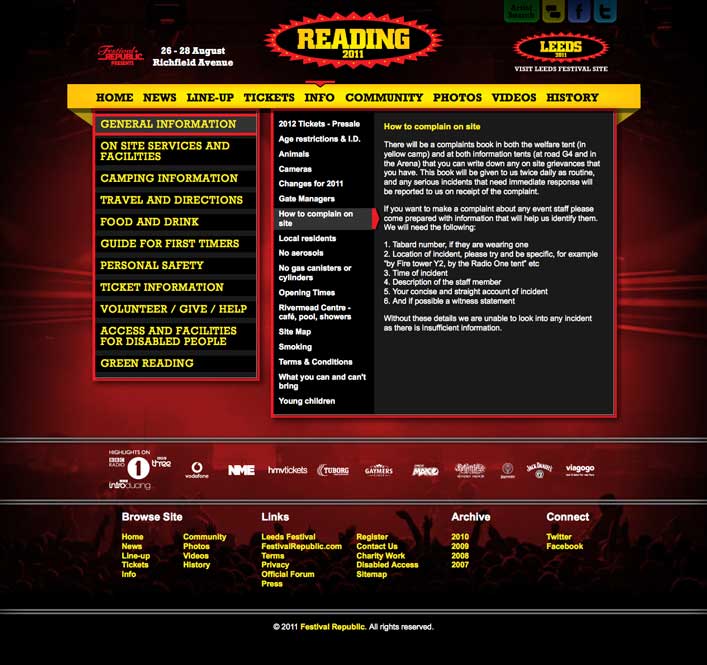 Artist
Search
Festival
REPUBLIC
PRESENTS
26 - 28 August
Richfield Avenue
READING
2011
LEEDS
2011
VISIT LEEDS FESTIVAL SITE
HOME NEWS LINE-UP TICKETS INFO COMMUNITY PHOTOS VIDEOS HISTORY
GENERAL INFORMATION
ON SITE SERVICES AND
FACILITIES
CAMPING INFORMATION
TRAVEL AND DIRECTIONS
FOOD AND DRINK
GUIDE FOR FIRST TIMERS
PERSONAL SAFETY
TICKET INFORMATION
VOLUNTEER / GIVE / HELP
ACCESS AND FACILITIES
FOR DISABLED PEOPLE
GREEN READING
2012 Tickets - Presale
Age restrictions & I.D.
Animals
Cameras
Changes for 2011
Gate Managers
How to complain on
site
Local residents
No aerosols
No gas canisters or
cylinders
Opening Times
Rivermead Centre -
café, pool, showers
Site Map
Smoking
Terms & Conditions
What you can and can't
bring
Young children
How to complain on site
There will be a complaints book in both the welfare tent (in
yellow camp) and at both information tents (at road G4 and in
the Arena) that you can write down any on site grievances that
you have. This book will be given to us twice daily as routine,
and any serious incidents that need immediate response will
be reported to us on receipt of the complaint.
If you want to make a complaint about any event staff please
come prepared with information that will help us identify them.
We will need the following:
1. Tabard number, if they are wearing one
2. Location of incident, please try and be specific, for example
"by Fire tower Y2, by the Radio One tent" etc
3. Time of incident
4. Description of the staff member
5. Your concise and straight account of incident
6. And if possible a witness statement
Without these details we are unable to look into any incident
as there is insufficient information.
HIGHLIGHTS ON
BBC RADIO 1
BBC three
BBC introducing
vodafone
NME
hmvtickets
TUBORG
GAYMERS
JACK DANIEL'S
viagogo
Browse Site
Home
News
Line-up
Tickets
Info
Community
Photos
Videos
History
Links
Leeds Festival
FestivalRepublic.com
Terms
Privacy
Official Forum
Press
Register
Contact Us
Charity Work
Disabled Access
Sitemap
Archive
2010
2009
2008
2007
Connect
Twitter
Facebook
© 2011 Festival Republic. All rights reserved.